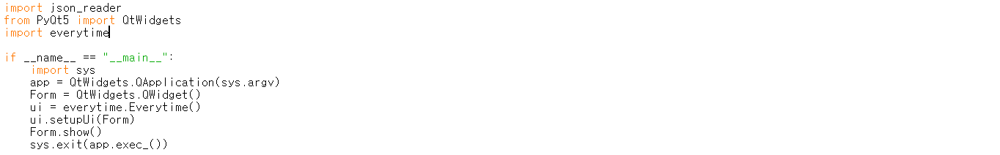 import json_reader
from PyQt5 import QtWidgets
import everytime
if __name__ == "__main__":
    import sys
    app = QtWidgets.QApplication(sys.argv)
    Form = QtWidgets.QWidget()
    ui = everytime.Everytime()
    ui.setupUi(Form)
    Form.show()
    sys.exit(app.exec_())